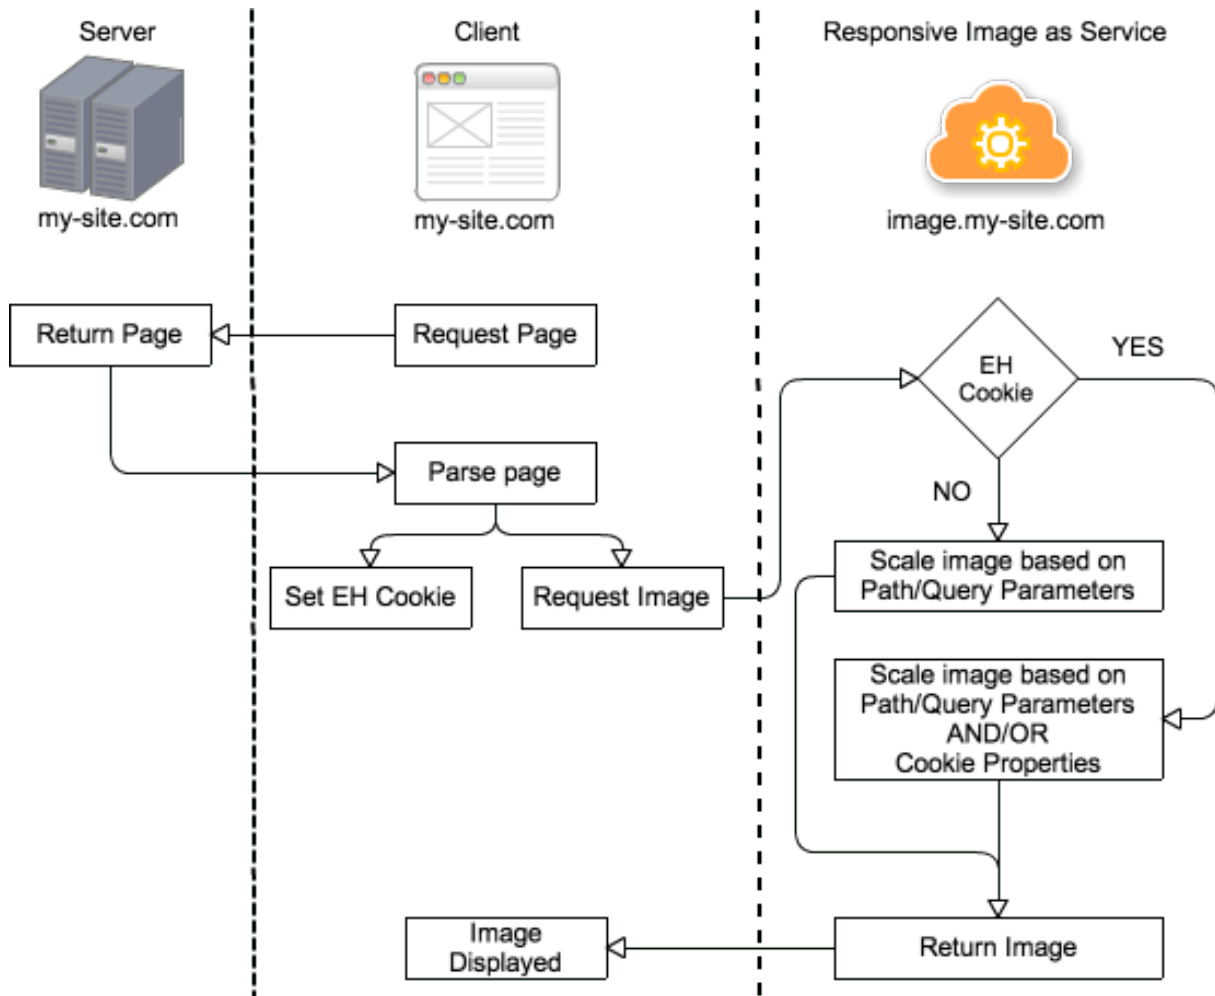 Server
Client
Responsive Image as Service
my-site.com
my-site.com
image.my-site.com
Return Page
Request Page
EH
Cookie
YES
Parse page
NO
Set EH Cookie
Request Image
Scale image based on
Path/Query Parameters
Scale image based on
Path/Query Parameters
AND/OR
Cookie Properties
Image
Displayed
Return Image